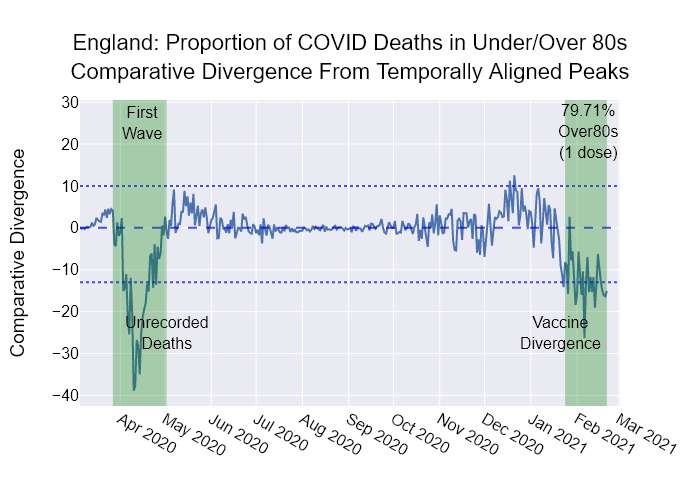 England: Proportion of COVID Deaths in Under/Over 80s
Comparative Divergence From Temporally Aligned Peaks
Comparative Divergence
30
20
10
0
−10
−20
−30
−40
First
Wave
79.71%
Over80s
(1 dose)
Unrecorded
Deaths
Vaccine
Divergence
Apr 2020
May 2020
Jun 2020
Jul 2020
Aug 2020
Sep 2020
Oct 2020
Nov 2020
Dec 2020
Jan 2021
Feb 2021
Mar 2021